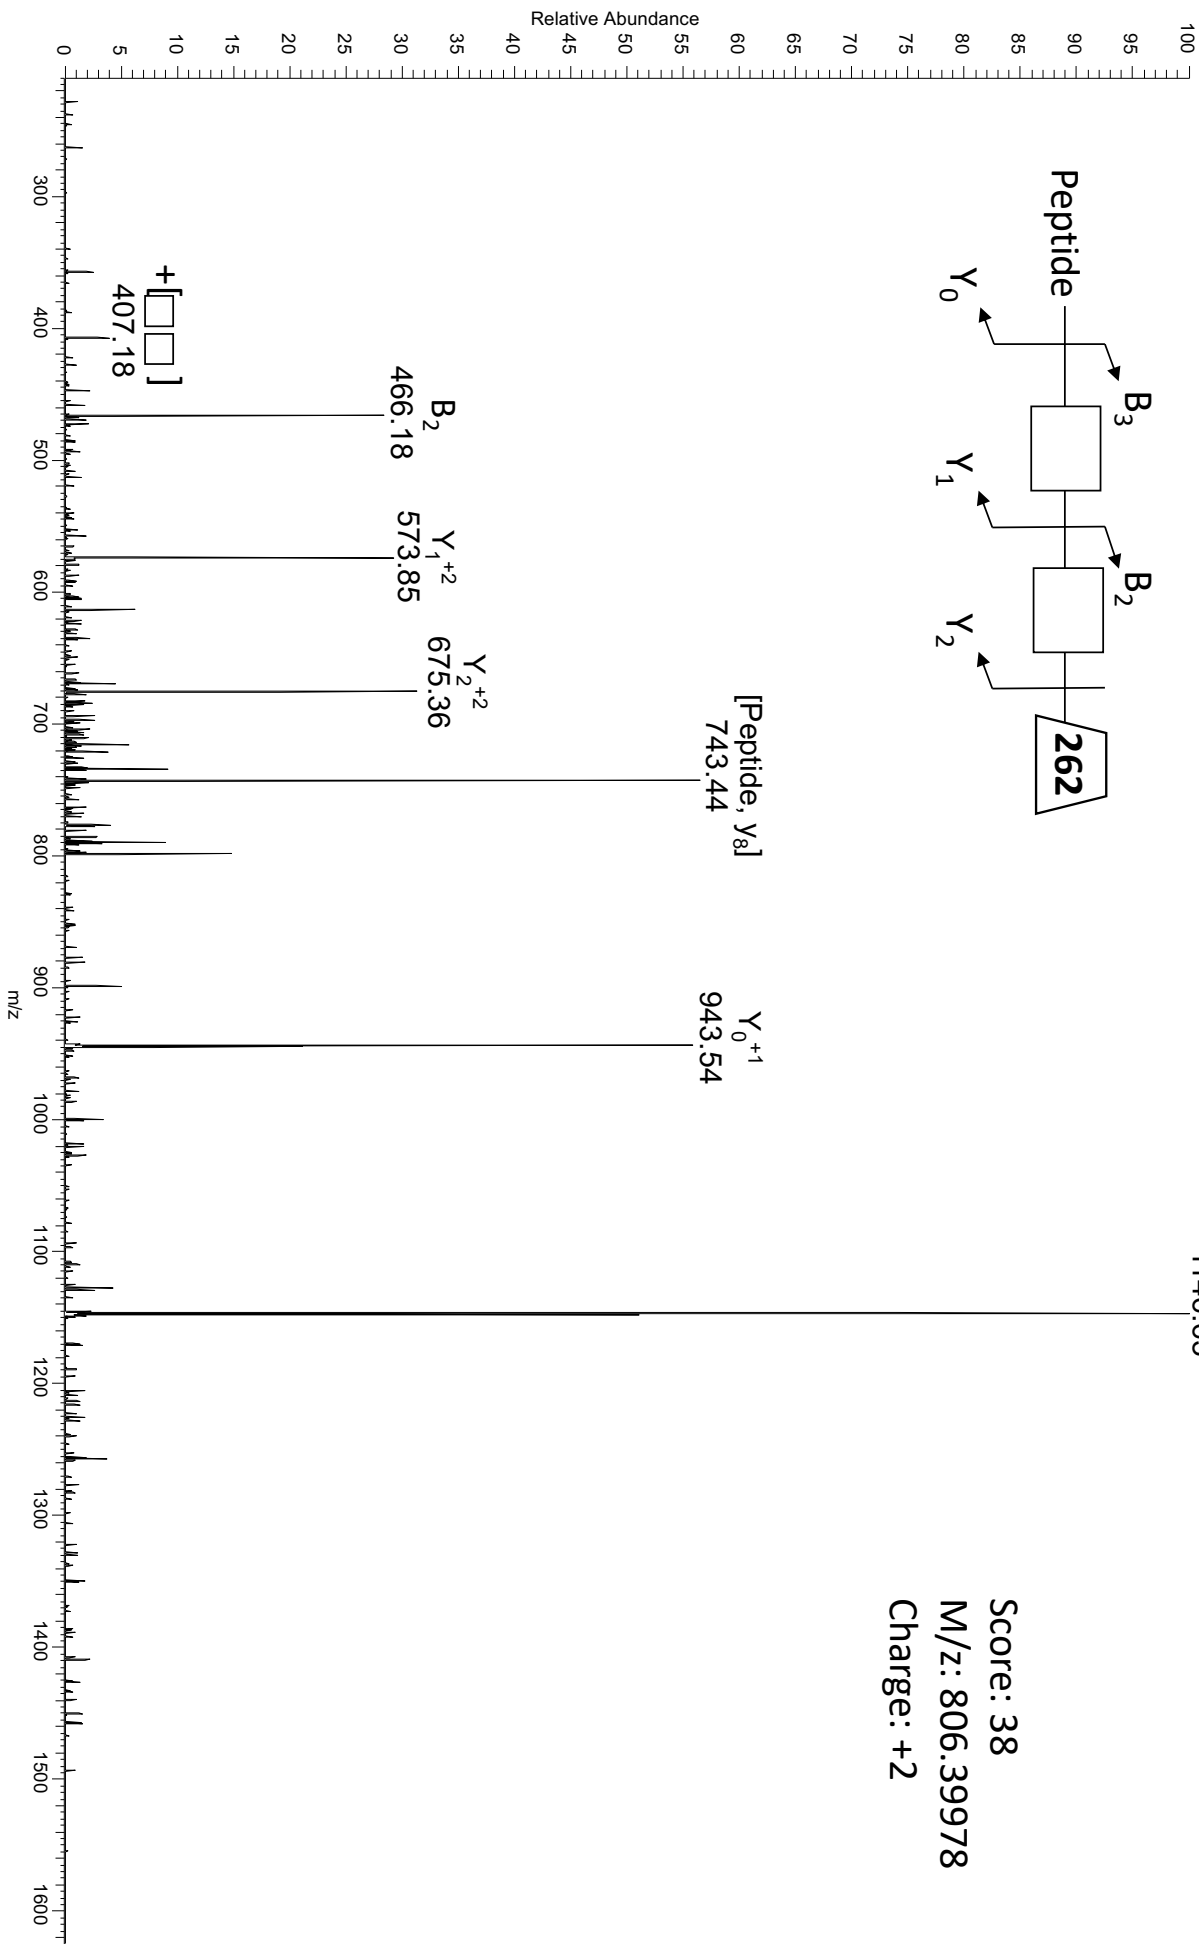 Peptide
Y0
B3
Y1
B2
Y2
262
Score: 38
M/z: 806.39978
Charge: +2
[Peptide, y8]
743.44
Y0+1
943.54
Y2+2
675.36
Y1+2
573.85
B2
466.18
+[□□]
407.18
Relative Abundance
0 5 10 15 20 25 30 35 40 45 50 55 60 65 70 75 80 85 90 95 100
300 400 500 600 700 800 900 1000 1100 1200 1300 1400 1500 1600
m/z